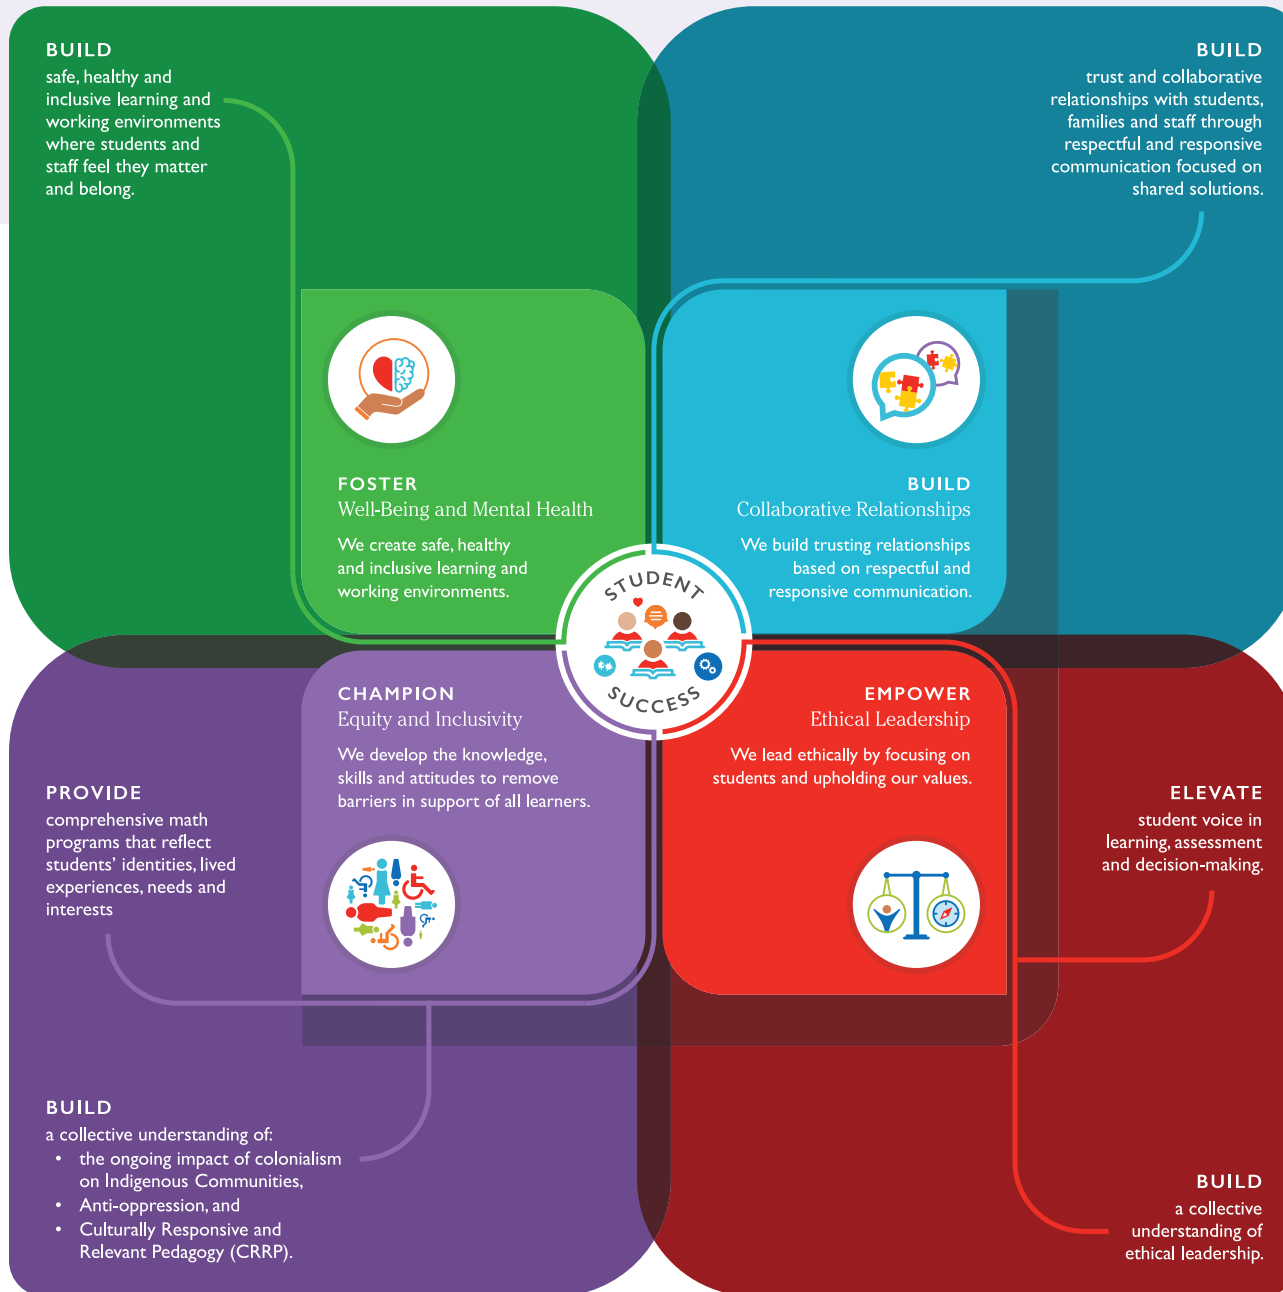 BUILD
safe, healthy and
inclusive learning and
working environments
where students and
staff feel they matter
and belong.
BUILD
trust and collaborative
relationships with students,
families and staff through
respectful and responsive
communication focused on
shared solutions.
FOSTER
Well-Being and Mental Health
We create safe, healthy
and inclusive learning and
working environments.
BUILD
Collaborative Relationships
We build trusting relationships
based on respectful and
responsive communication.
STUDENT
SUCCESS
CHAMPION
Equity and Inclusivity
We develop the knowledge,
skills and attitudes to remove
barriers in support of all learners.
EMPOWER
Ethical Leadership
We lead ethically by focusing on
students and upholding our values.
PROVIDE
comprehensive math
programs that reflect
students’ identities, lived
experiences, needs and
interests
ELEVATE
student voice in
learning, assessment
and decision-making.
BUILD
a collective understanding of:
• the ongoing impact of colonialism
on Indigenous Communities,
• Anti-oppression, and
• Culturally Responsive and
Relevant Pedagogy (CRRP).
BUILD
a collective
understanding of
ethical leadership.